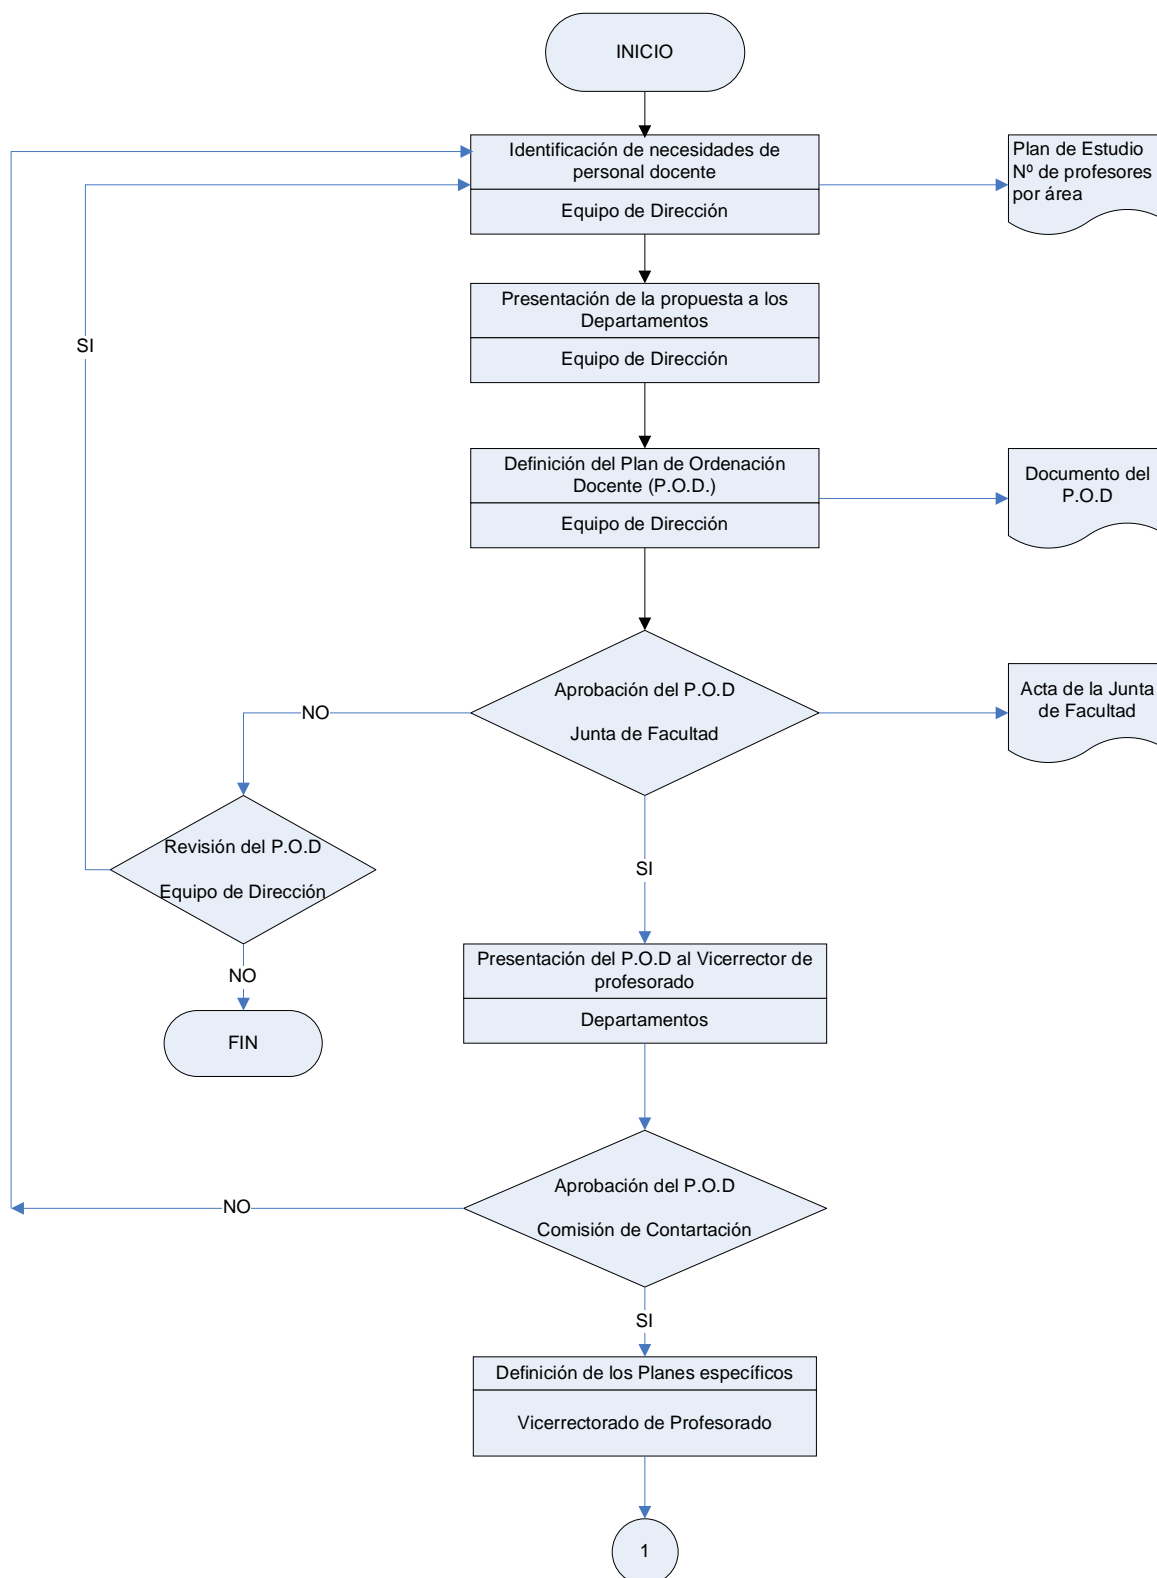 INICIO
Identificación de necesidades de
personal docente
Equipo de Dirección
Plan de Estudio
Nº de profesores
por área
Presentación de la propuesta a los
Departamentos
Equipo de Dirección
SI
Definición del Plan de Ordenación
Docente (P.O.D.)
Equipo de Dirección
Documento del
P.O.D
Aprobación del P.O.D
Junta de Facultad
Acta de la Junta
de Facultad
NO
Revisión del P.O.D
Equipo de Dirección
SI
NO
FIN
Presentación del P.O.D al Vicerrector de
profesorado
Departamentos
Aprobación del P.O.D
Comisión de Contartación
NO
SI
Definición de los Planes específicos
Vicerrectorado de Profesorado
1